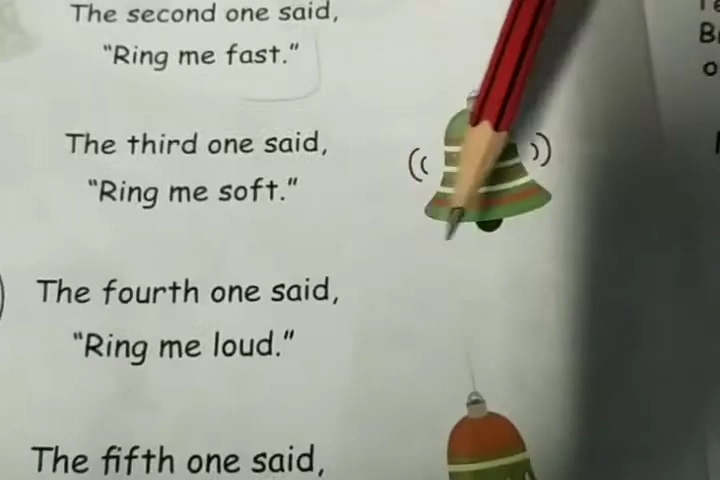 The second one said,
“Ring me fast.”
The third one said,
“Ring me soft.”
The fourth one said,
“Ring me loud.”
The fifth one said,